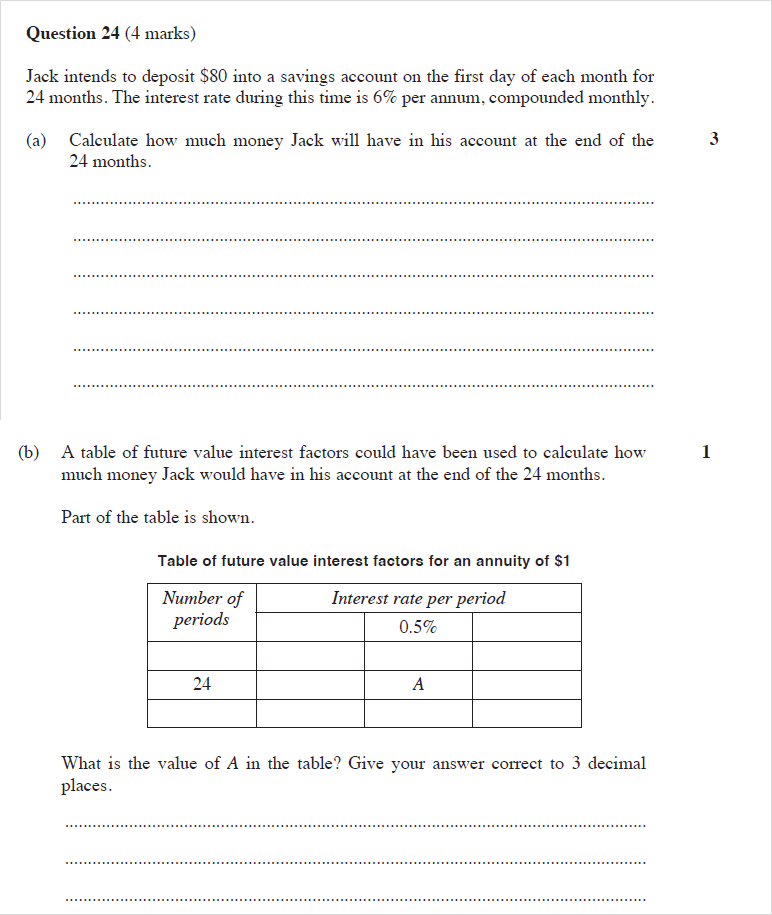 Question 24 (4 marks)
Jack intends to deposit $80 into a savings account on the first day of each month for
24 months. The interest rate during this time is 6% per annum, compounded monthly.
(a) Calculate how much money Jack will have in his account at the end of the 3
24 months.
(b) A table of future value interest factors could have been used to calculate how 1
much money Jack would have in his account at the end of the 24 months.
Part of the table is shown.
Table of future value interest factors for an annuity of $1
Number of Interest rate per period
periods 0.5%
24 A
What is the value of A in the table? Give your answer correct to 3 decimal
places.